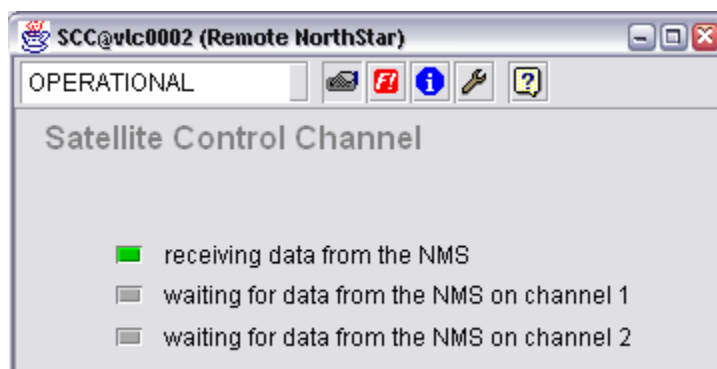 SCC@vlc0002 (Remote NorthStar)
OPERATIONAL
F! i ?
Satellite Control Channel
receiving data from the NMS
waiting for data from the NMS on channel 1
waiting for data from the NMS on channel 2